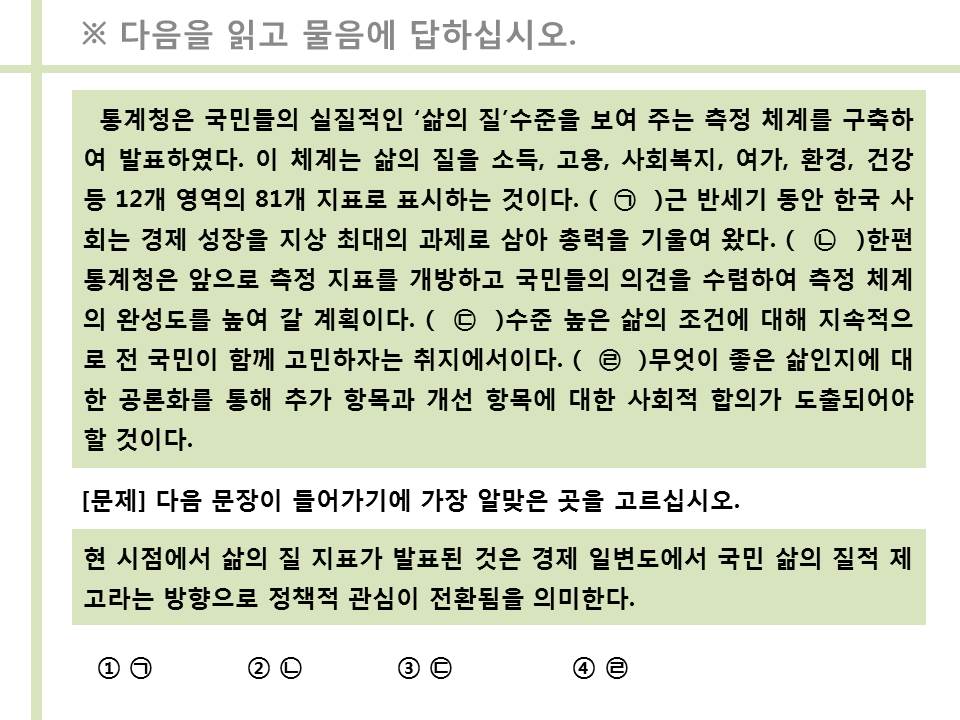 ※ 다음을 읽고 물음에 답하십시오.
통계청은 국민들의 실질적인 ‘삶의 질’수준을 보여 주는 측정 체계를 구축하
여 발표하였다. 이 체계는 삶의 질을 소득, 고용, 사회복지, 여가, 환경, 건강
등 12개 영역의 81개 지표로 표시하는 것이다. ( ㉠ )근 반세기 동안 한국 사
회는 경제 성장을 지상 최대의 과제로 삼아 총력을 기울여 왔다. ( ㉡ )한편
통계청은 앞으로 측정 지표를 개방하고 국민들의 의견을 수렴하여 측정 체계
의 완성도를 높여 갈 계획이다. ( ㉢ )수준 높은 삶의 조건에 대해 지속적으
로 전 국민이 함께 고민하자는 취지에서이다. ( ㉣ )무엇이 좋은 삶인지에 대
한 공론화를 통해 추가 항목과 개선 항목에 대한 사회적 합의가 도출되어야
할 것이다.
[문제] 다음 문장이 들어가기에 가장 알맞은 곳을 고르십시오.
현 시점에서 삶의 질 지표가 발표된 것은 경제 일변도에서 국민 삶의 질적 제
고라는 방향으로 정책적 관심이 전환됨을 의미한다.
① ㉠ ② ㉡ ③ ㉢ ④ ㉣